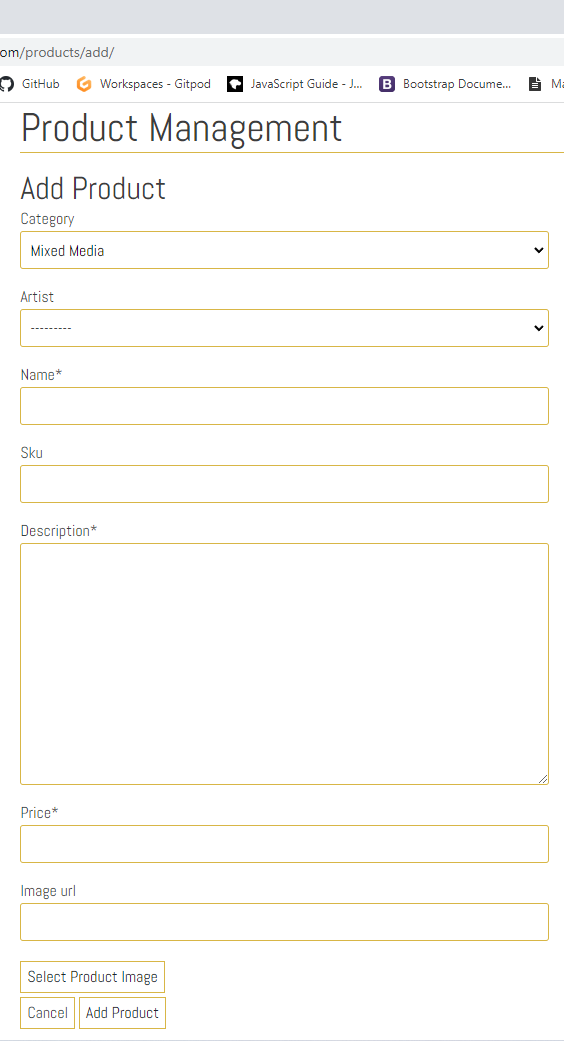 om/products/add/
GitHub Workspaces - Gitpod JavaScript Guide - J... B Bootstrap Docume... Ma
Product Management
Add Product
Category
Mixed Media
Artist
---------
Name*
Sku
Description*
Price*
Image url
Select Product Image
Cancel Add Product